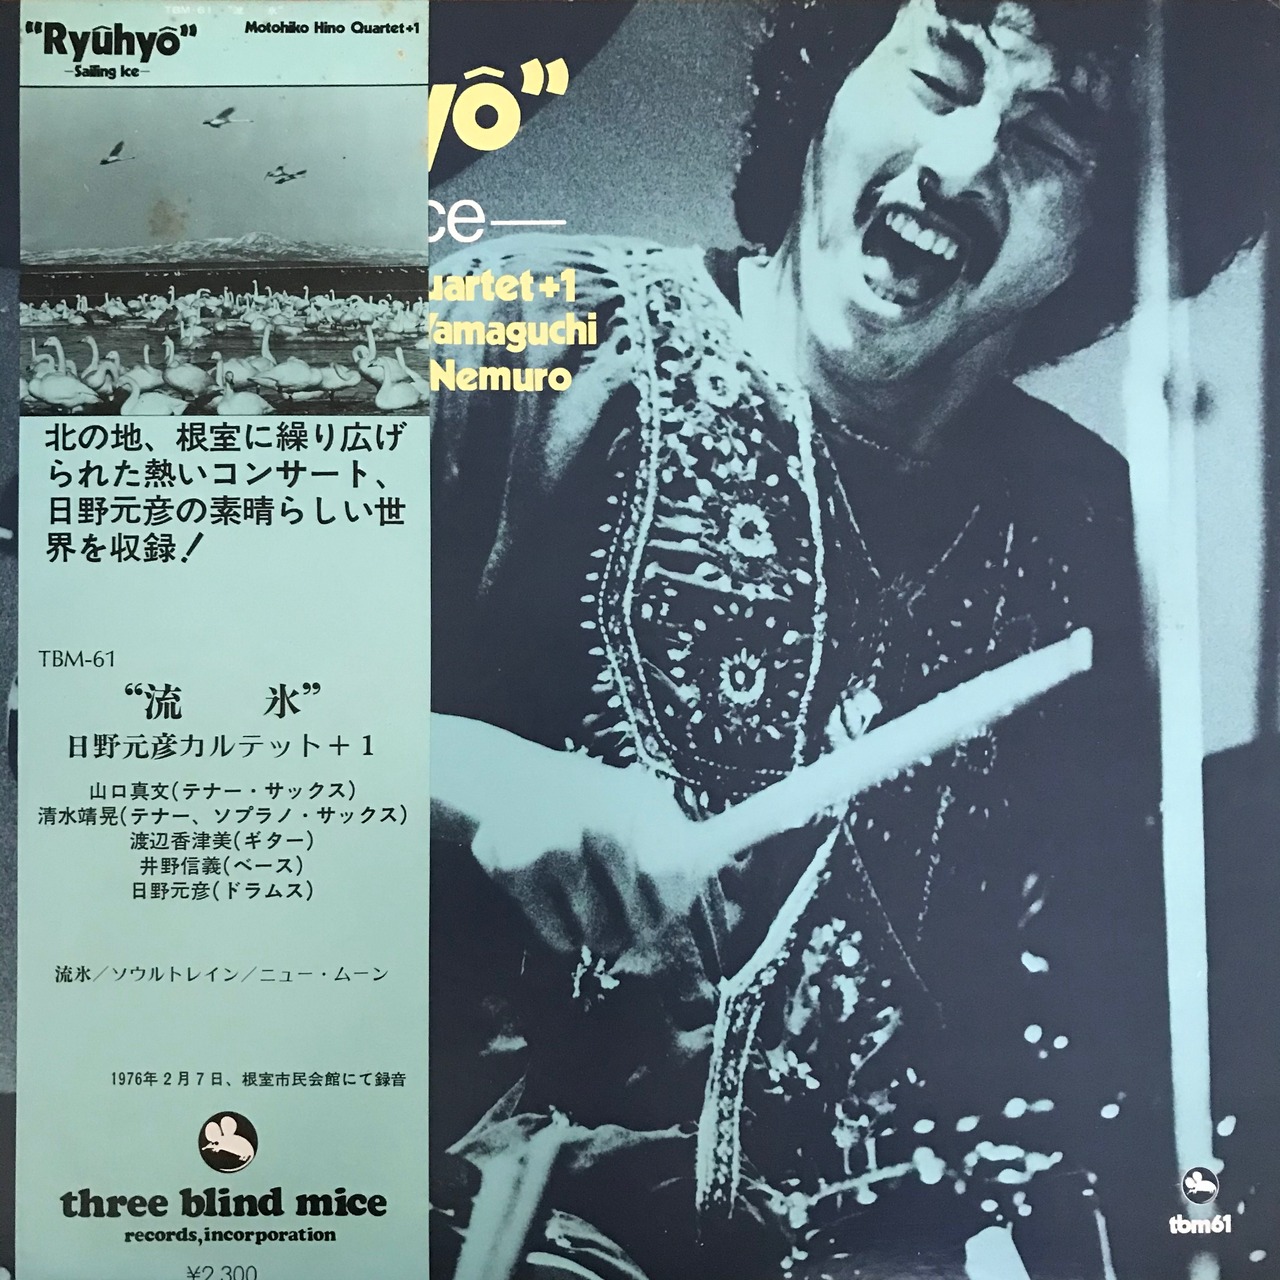 “Ryûhyô”
Motohiko Hino Quartet+1
—Sailing Ice—
yô”
ce—
uartet+1
Yamaguchi
Nemuro
北の地、根室に繰り広げ
られた熱いコンサート、
日野元彦の素晴らしい世
界を収録！
TBM-61
“流 氷”
日野元彦カルテット＋1
山口真文(テナー・サックス)
清水靖晃(テナー、ソプラノ・サックス)
渡辺香津美(ギター)
井野信義(ベース)
日野元彦(ドラムス)
流氷／ソウルトレイン／ニュー・ムーン
1976年2月7日、根室市民会館にて録音
three blind mice
records,incorporation
¥2,300
tbm61